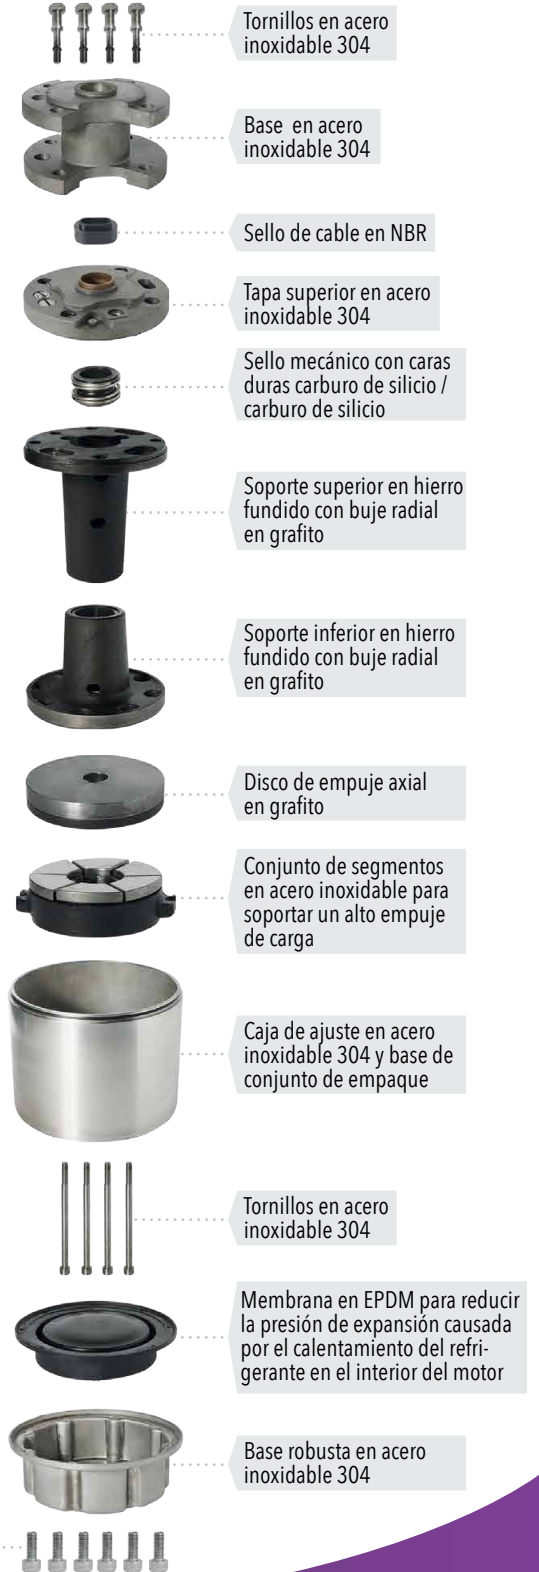 Tornillos en acero
inoxidable 304
Base en acero
inoxidable 304
Sello de cable en NBR
Tapa superior en acero
inoxidable 304
Sello mecánico con caras
duras carburo de silicio /
carburo de silicio
Soporte superior en hierro
fundido con buje radial
en grafito
Soporte inferior en hierro
fundido con buje radial
en grafito
Disco de empuje axial
en grafito
Conjunto de segmentos
en acero inoxidable para
soportar un alto empuje
de carga
Caja de ajuste en acero
inoxidable 304 y base de
conjunto de empaque
Tornillos en acero
inoxidable 304
Membrana en EPDM para reducir
la presión de expansión causada
por el calentamiento del refri-
gerante en el interior del motor
Base robusta en acero
inoxidable 304